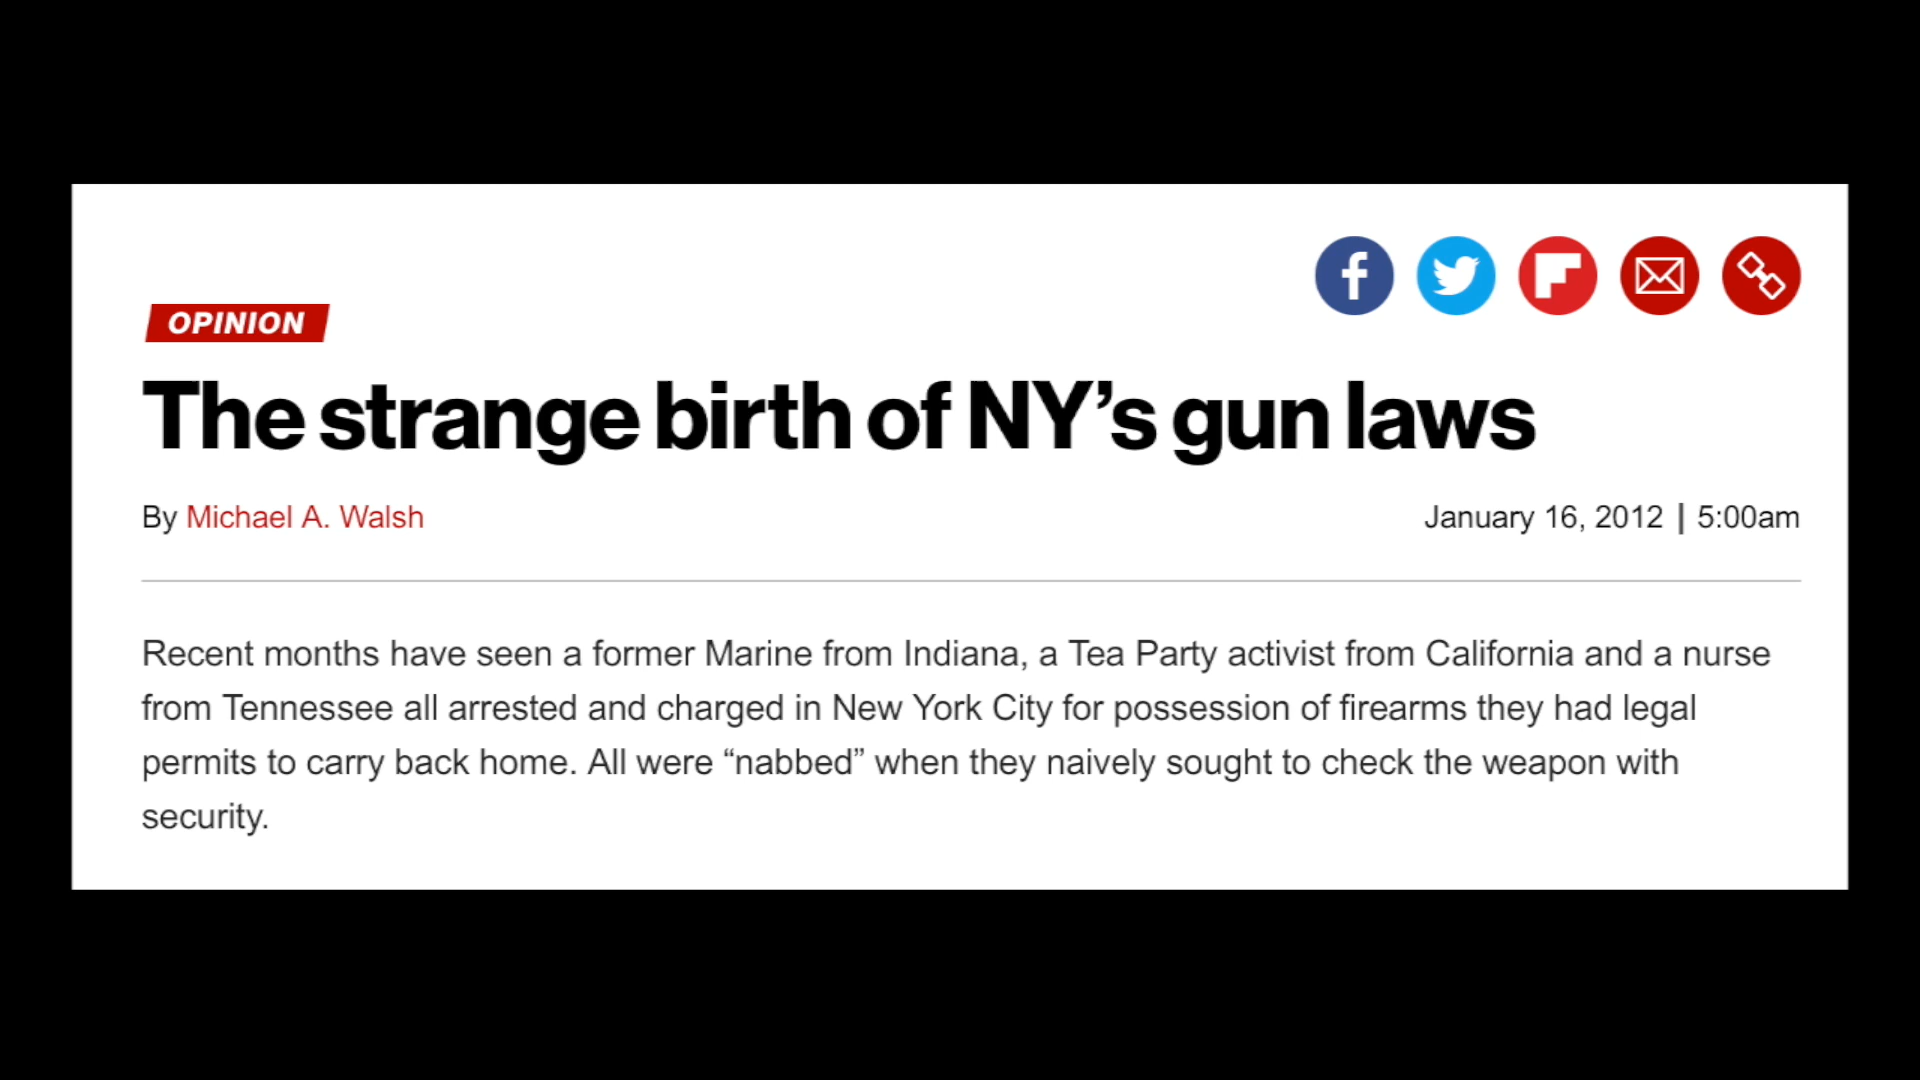 OPINION
The strange birth of NY’s gun laws
By Michael A. Walsh
January 16, 2012 | 5:00am
Recent months have seen a former Marine from Indiana, a Tea Party activist from California and a nurse
from Tennessee all arrested and charged in New York City for possession of firearms they had legal
permits to carry back home. All were “nabbed” when they naively sought to check the weapon with
security.